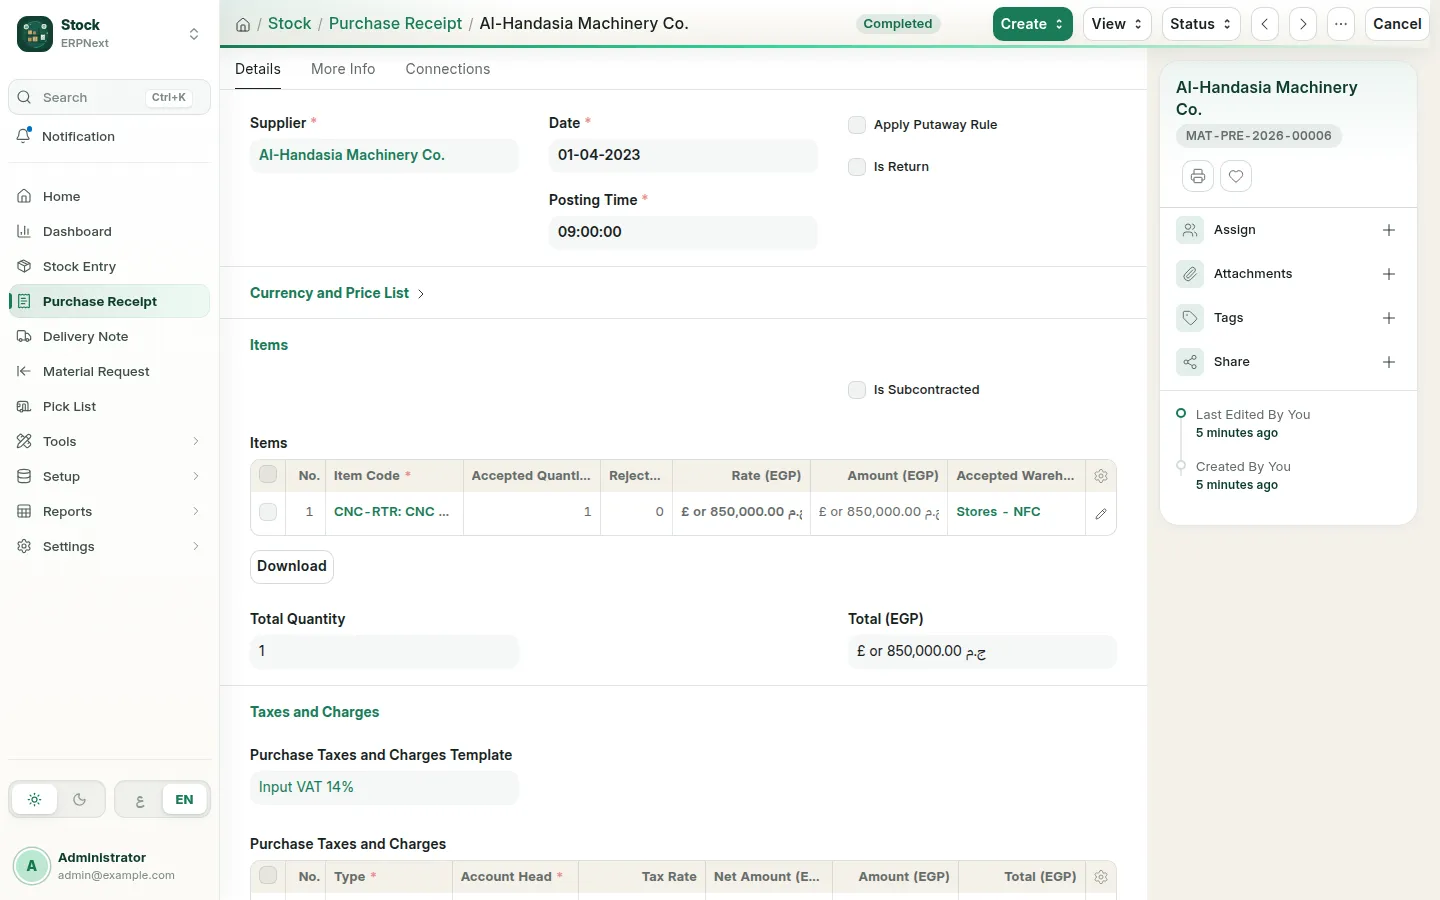 Stock
ERPNext
Search
Ctrl+K
Notification
Home
Dashboard
Stock Entry
Purchase Receipt
Delivery Note
Material Request
Pick List
Tools
Setup
Reports
Settings
ع
EN
A
Administrator
admin@example.com
/ Stock / Purchase Receipt / Al-Handasia Machinery Co.
Completed
Create
View
Status
...
Cancel
Details
More Info
Connections
Supplier *
Al-Handasia Machinery Co.
Date *
01-04-2023
Posting Time *
09:00:00
Apply Putaway Rule
Is Return
Currency and Price List
Items
Is Subcontracted
Items
No. Item Code * Accepted Quanti... Reject... Rate (EGP) Amount (EGP) Accepted Wareh...
1 CNC-RTR: CNC ... 1 0 £ or 850,000.00 ج.م £ or 850,000.00 ج.م Stores - NFC
Download
Total Quantity
1
Total (EGP)
£ or 850,000.00 ج.م
Taxes and Charges
Purchase Taxes and Charges Template
Input VAT 14%
Purchase Taxes and Charges
No. Type * Account Head * Tax Rate Net Amount (E... Amount (EGP) Total (EGP)
Al-Handasia Machinery
Co.
MAT-PRE-2026-00006
Assign
Attachments
Tags
Share
Last Edited By You
5 minutes ago
Created By You
5 minutes ago